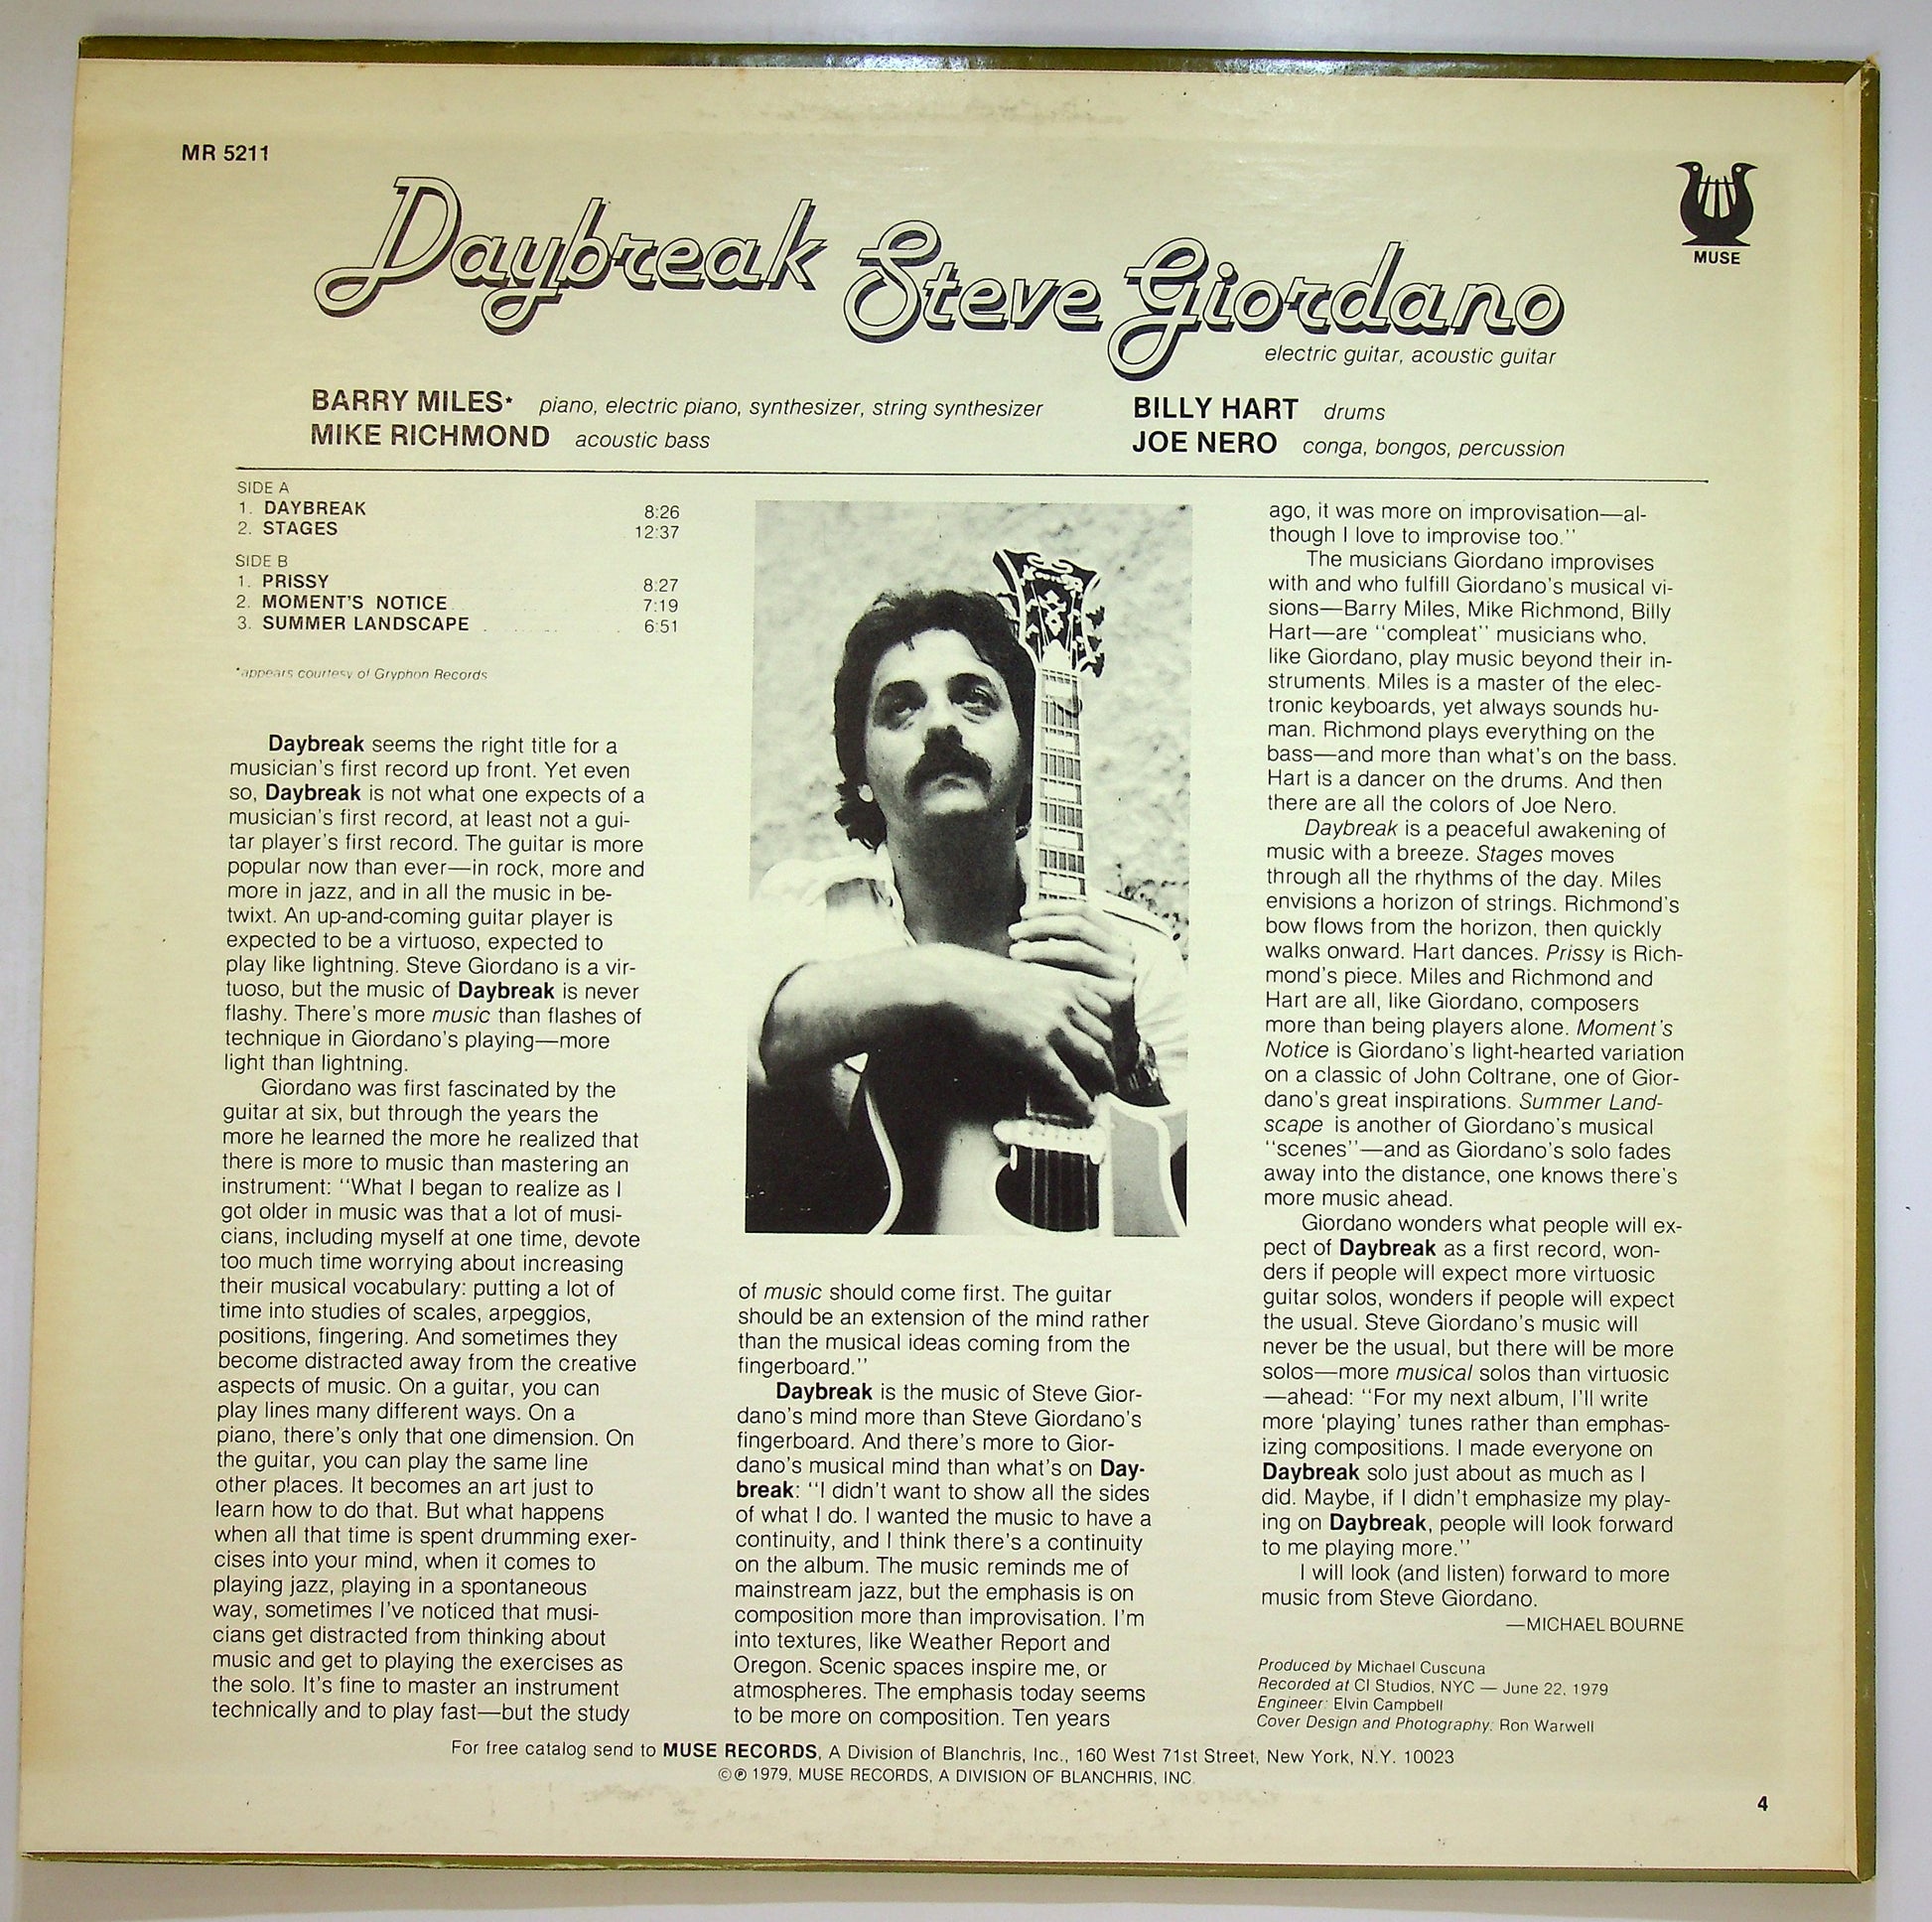 MR 5211
MUSE
Daybreak Steve Giordano
electric guitar, acoustic guitar
BARRY MILES* piano, electric piano, synthesizer, string synthesizer
MIKE RICHMOND acoustic bass
BILLY HART drums
JOE NERO conga, bongos, percussion
SIDE A
1. DAYBREAK 8:26
2. STAGES 12:37
SIDE B
1. PRISSY 8:27
2. MOMENT'S NOTICE 7:19
3. SUMMER LANDSCAPE 6:51
*appears courtesy of Gryphon Records
Daybreak seems the right title for a
musician's first record up front. Yet even
so, Daybreak is not what one expects of a
musician's first record, at least not a gui-
tar player's first record. The guitar is more
popular now than ever—in rock, more and
more in jazz, and in all the music in be-
twixt. An up-and-coming guitar player is
expected to be a virtuoso, expected to
play like lightning. Steve Giordano is a vir-
tuoso, but the music of Daybreak is never
flashy. There's more music than flashes of
technique in Giordano's playing—more
light than lightning.
Giordano was first fascinated by the
guitar at six, but through the years the
more he learned the more he realized that
there is more to music than mastering an
instrument: "What I began to realize as I
got older in music was that a lot of musi-
cians, including myself at one time, devote
too much time worrying about increasing
their musical vocabulary: putting a lot of
time into studies of scales, arpeggios,
positions, fingering. And sometimes they
become distracted away from the creative
aspects of music. On a guitar, you can
play lines many different ways. On a
piano, there's only that one dimension. On
the guitar, you can play the same line
other places. It becomes an art just to
learn how to do that. But what happens
when all that time is spent drumming exer-
cises into your mind, when it comes to
playing jazz, playing in a spontaneous
way, sometimes I've noticed that musi-
cians get distracted from thinking about
music and get to playing the exercises as
the solo. It's fine to master an instrument
technically and to play fast—but the study
of music should come first. The guitar
should be an extension of the mind rather
than the musical ideas coming from the
fingerboard."
Daybreak is the music of Steve Gior-
dano's mind more than Steve Giordano's
fingerboard. And there's more to Gior-
dano's musical mind than what's on Day-
break: "I didn't want to show all the sides
of what I do. I wanted the music to have a
continuity, and I think there's a continuity
on the album. The music reminds me of
mainstream jazz, but the emphasis is on
composition more than improvisation. I'm
into textures, like Weather Report and
Oregon. Scenic spaces inspire me, or
atmospheres. The emphasis today seems
to be more on composition. Ten years
ago, it was more on improvisation—al-
though I love to improvise too."
The musicians Giordano improvises
with and who fulfill Giordano's musical vi-
sions—Barry Miles, Mike Richmond, Billy
Hart—are "compleat" musicians who,
like Giordano, play music beyond their in-
struments. Miles is a master of the elec-
tronic keyboards, yet always sounds hu-
man. Richmond plays everything on the
bass—and more than what's on the bass.
Hart is a dancer on the drums. And then
there are all the colors of Joe Nero.
Daybreak is a peaceful awakening of
music with a breeze. Stages moves
through all the rhythms of the day. Miles
envisions a horizon of strings. Richmond's
bow flows from the horizon, then quickly
walks onward. Hart dances. Prissy is Rich-
mond's piece. Miles and Richmond and
Hart are all, like Giordano, composers
more than being players alone. Moment's
Notice is Giordano's light-hearted variation
on a classic of John Coltrane, one of Gior-
dano's great inspirations. Summer Land-
scape is another of Giordano's musical
"scenes"—and as Giordano's solo fades
away into the distance, one knows there's
more music ahead.
Giordano wonders what people will ex-
pect of Daybreak as a first record, won-
ders if people will expect more virtuosic
guitar solos, wonders if people will expect
the usual. Steve Giordano's music will
never be the usual, but there will be more
solos—more musical solos than virtuosic
—ahead: "For my next album, I'll write
more 'playing' tunes rather than emphas-
izing compositions. I made everyone on
Daybreak solo just about as much as I
did. Maybe, if I didn't emphasize my play-
ing on Daybreak, people will look forward
to me playing more."
I will look (and listen) forward to more
music from Steve Giordano.
—MICHAEL BOURNE
Produced by Michael Cuscuna
Recorded at CI Studios, NYC — June 22, 1979
Engineer: Elvin Campbell
Cover Design and Photography: Ron Warwell
For free catalog send to MUSE RECORDS, A Division of Blanchris, Inc., 160 West 71st Street, New York, N.Y. 10023
©℗ 1979, MUSE RECORDS, A DIVISION OF BLANCHRIS, INC.
4